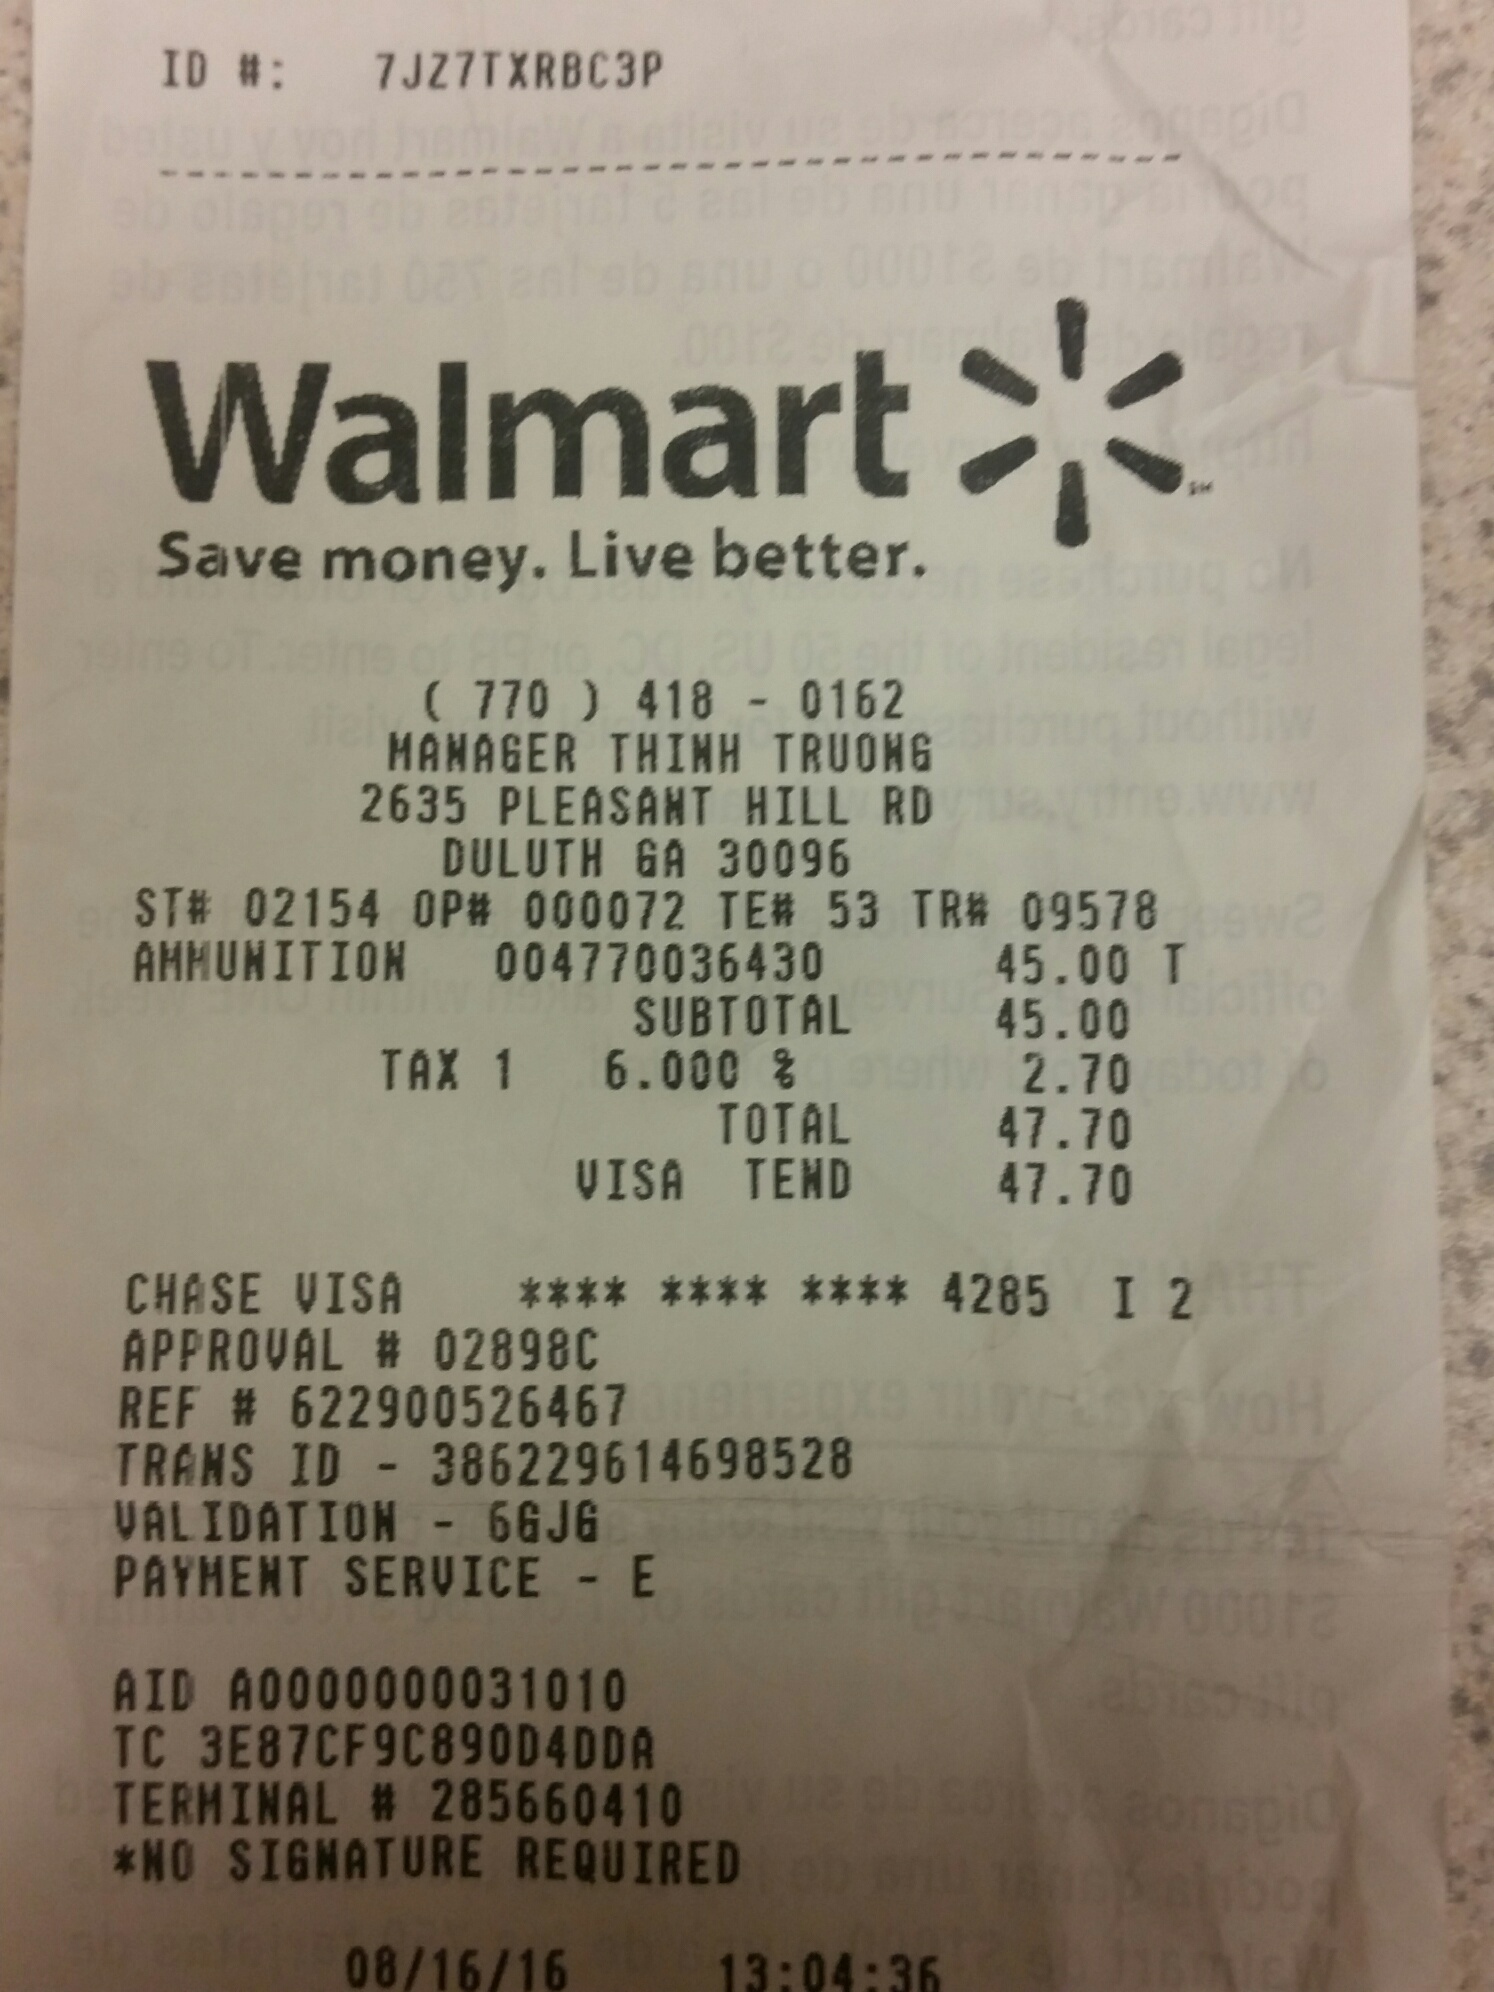 ID #: 7JZ7TXRBC3P
Walmart
Save money. Live better.
( 770 ) 418 - 0162
MANAGER THINH TRUONG
2635 PLEASANT HILL RD
DULUTH GA 30096
ST# 02154 OP# 000072 TE# 53 TR# 09578
AMMUNITION 004770036430 45.00 T
SUBTOTAL 45.00
TAX 1 6.000 % 2.70
TOTAL 47.70
VISA TEND 47.70
CHASE VISA **** **** **** 4285 I 2
APPROVAL # 02898C
REF # 622900526467
TRANS ID - 386229614698528
VALIDATION - 6GJG
PAYMENT SERVICE - E
AID A0000000031010
TC 3E87CF9C890D4DDA
TERMINAL # 285660410
*NO SIGNATURE REQUIRED
08/16/16 13:04:36